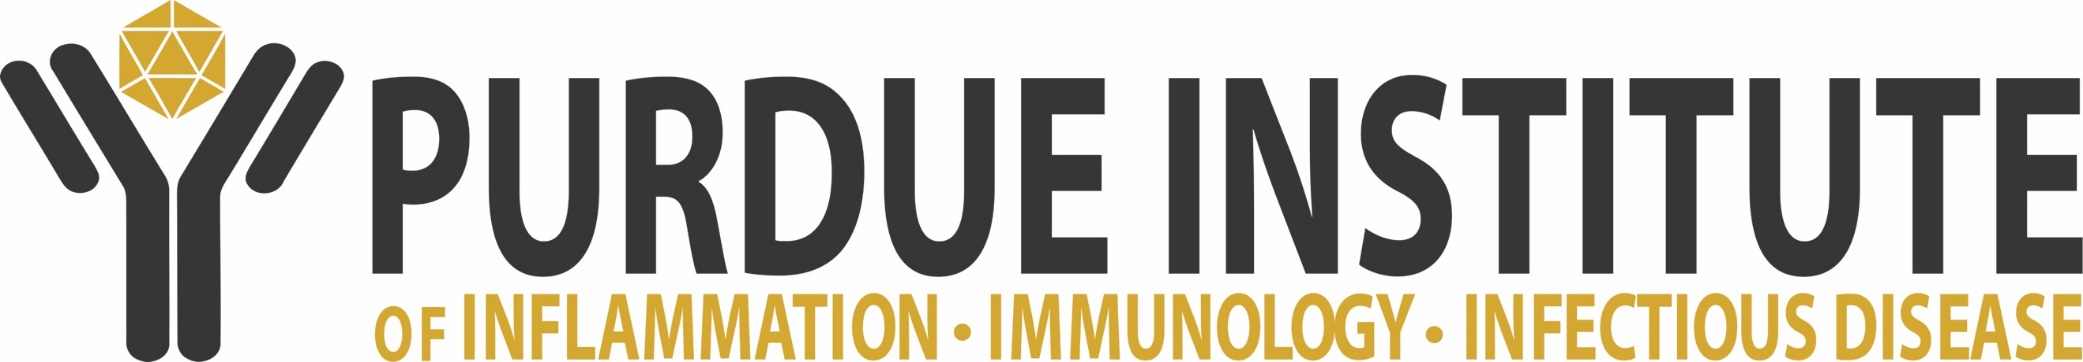 PURDUE INSTITUTE
OF INFLAMMATION • IMMUNOLOGY • INFECTIOUS DISEASE